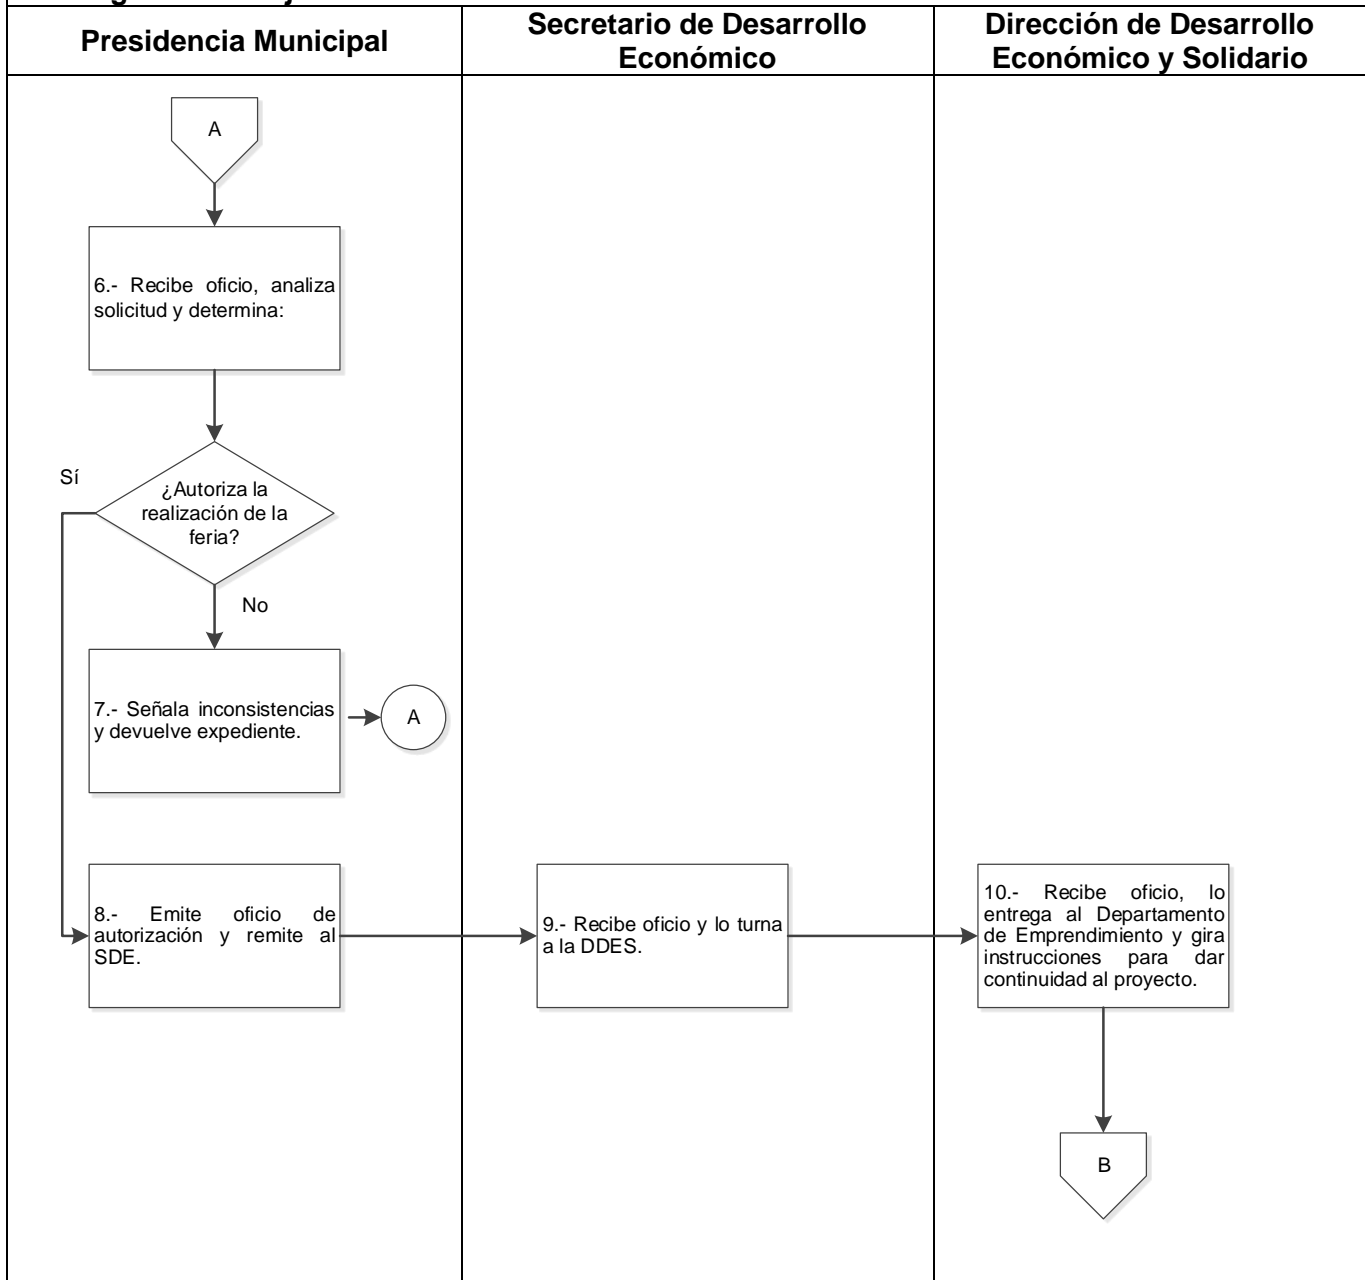 Presidencia Municipal
Secretario de Desarrollo
Económico
Dirección de Desarrollo
Económico y Solidario
A
6.- Recibe oficio, analiza
solicitud y determina:
Sí
¿Autoriza la
realización de la
feria?
No
7.- Señala inconsistencias
y devuelve expediente.
A
8.- Emite oficio de
autorización y remite al
SDE.
9.- Recibe oficio y lo turna
a la DDES.
10.- Recibe oficio, lo
entrega al Departamento
de Emprendimiento y gira
instrucciones para dar
continuidad al proyecto.
B